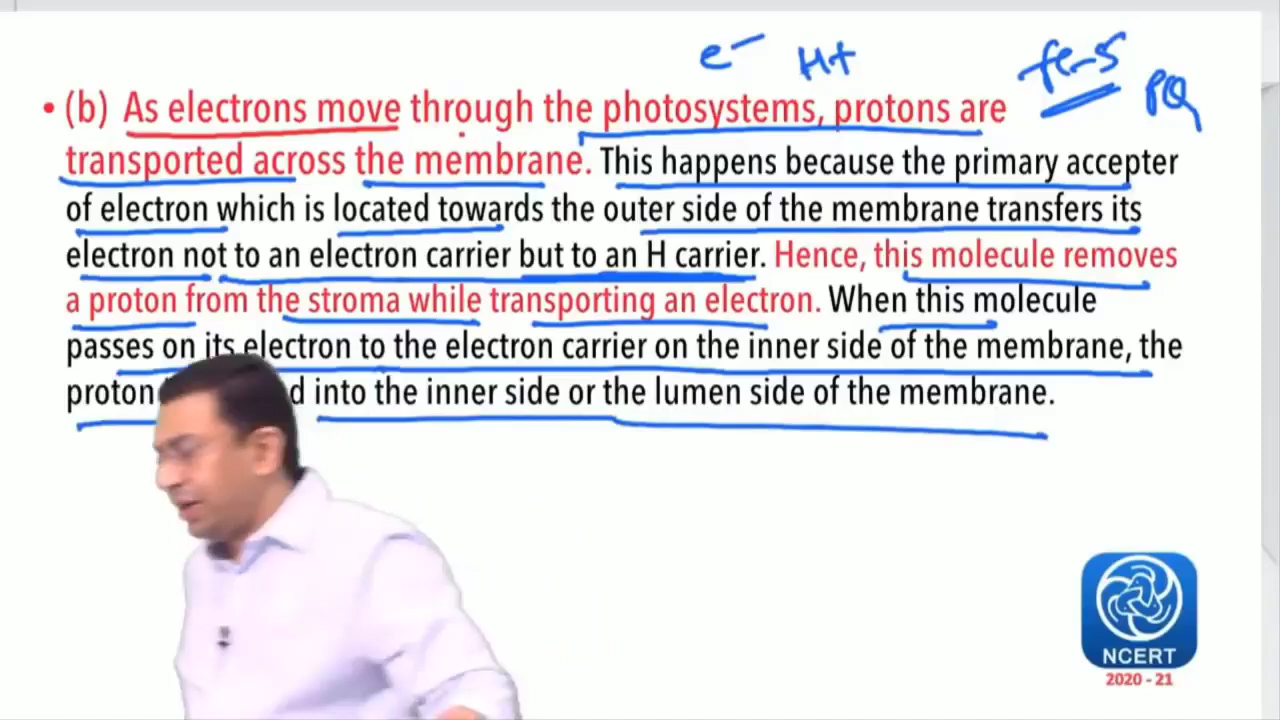 e⁻ H+ fe-S
PQ
• (b) As electrons move through the photosystems, protons are
transported across the membrane. This happens because the primary accepter
of electron which is located towards the outer side of the membrane transfers its
electron not to an electron carrier but to an H carrier. Hence, this molecule removes
a proton from the stroma while transporting an electron. When this molecule
passes on its electron to the electron carrier on the inner side of the membrane, the
proton into the inner side or the lumen side of the membrane.
NCERT
2020 - 21